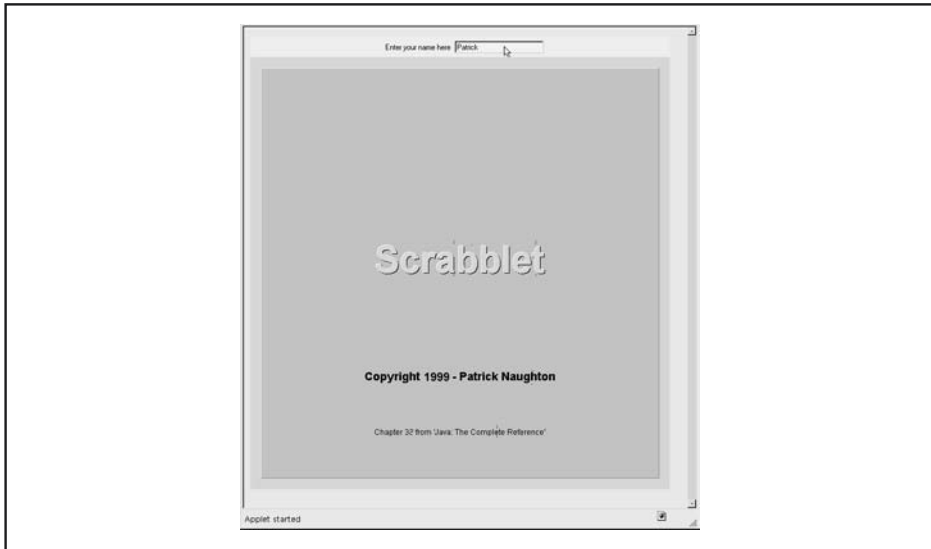 Enter your name here Patrick
Scrabblet
Copyright 1999 - Patrick Naughton
Chapter 32 from 'Java: The Complete Reference'
Applet started